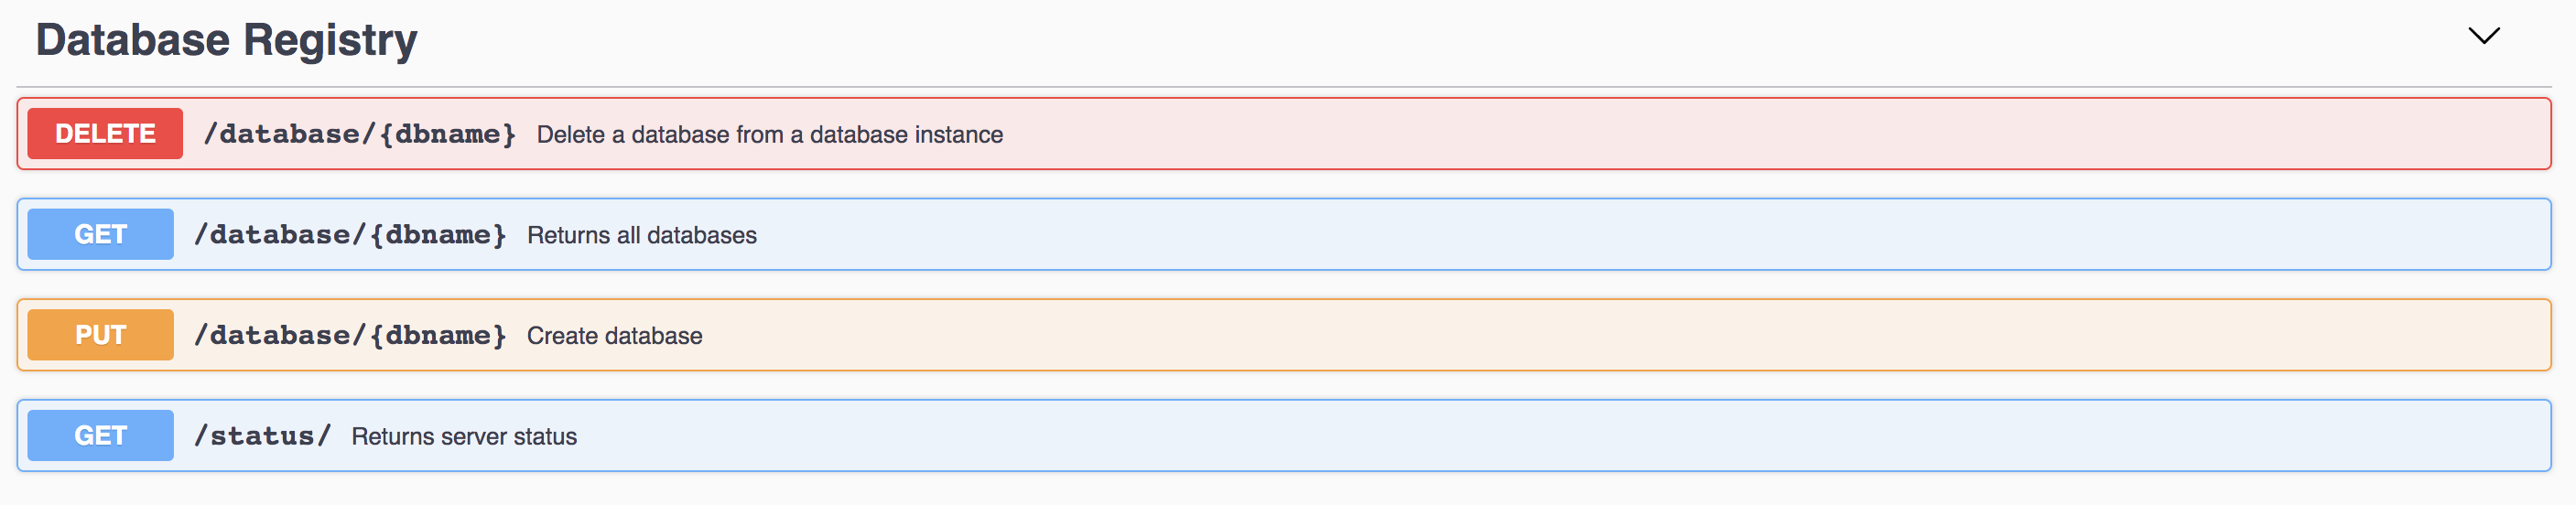 Database Registry
DELETE /database/{dbname} Delete a database from a database instance
GET /database/{dbname} Returns all databases
PUT /database/{dbname} Create database
GET /status/ Returns server status